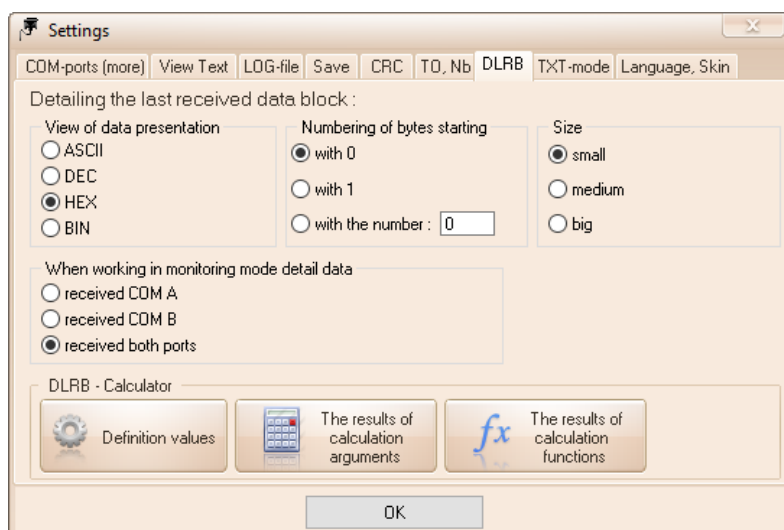 Settings
COM-ports (more) View Text LOG-file Save CRC TO, Nb DLRB TXT-mode Language, Skin
Detailing the last received data block :
View of data presentation
ASCII
DEC
HEX
BIN
Numbering of bytes starting
with 0
with 1
with the number : 0
Size
small
medium
big
When working in monitoring mode detail data
received COM A
received COM B
received both ports
DLRB - Calculator
Definition values
The results of
calculation
arguments
fx
The results of
calculation
functions
OK